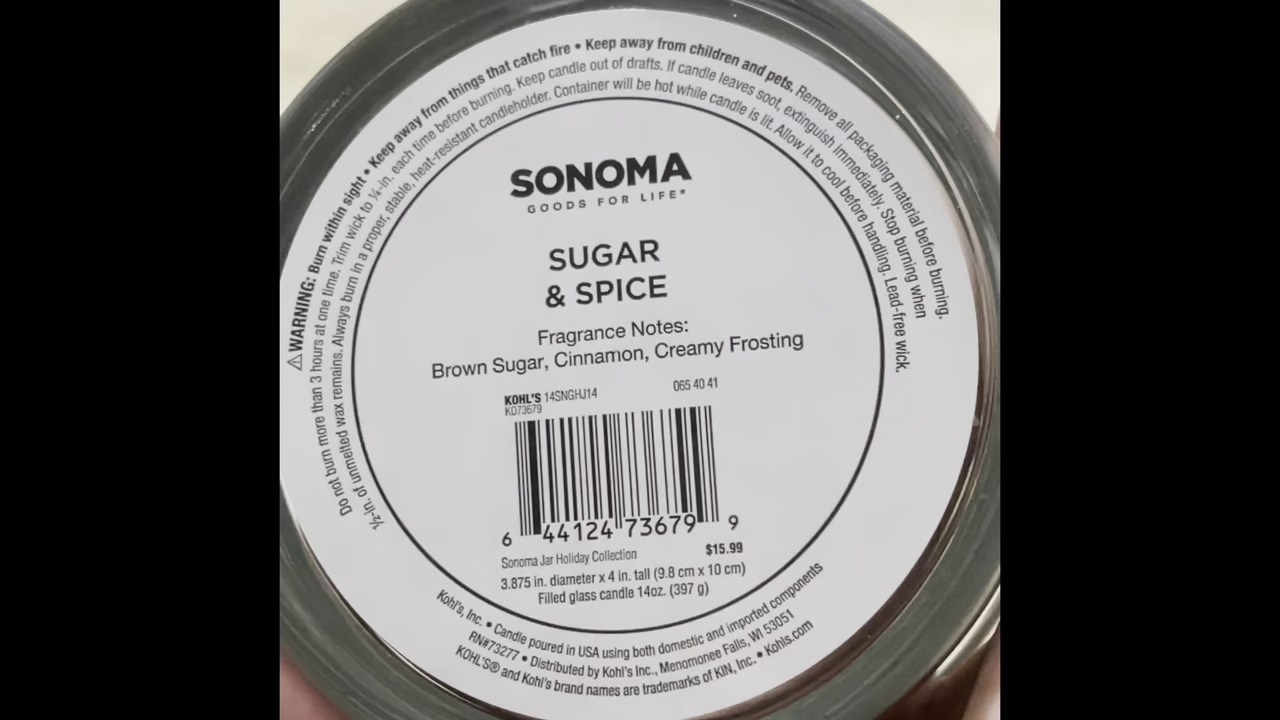 ⚠WARNING: Burn within sight • Keep away from things that catch fire • Keep away from children and pets. Remove all packaging material before burning.
Do not burn more than 3 hours at one time. Trim wick to ¼-in. each time before burning. Keep candle out of drafts. If candle leaves soot, extinguish immediately. Stop burning when
½-in. of unmelted wax remains. Always burn in a proper, stable, heat-resistant candleholder. Container will be hot while candle is lit. Allow it to cool before handling. Lead-free wick.
SONOMA
GOODS FOR LIFE®
SUGAR
& SPICE
Fragrance Notes:
Brown Sugar, Cinnamon, Creamy Frosting
KOHL'S 14SNGHJ14 065 40 41
KO73679
6 44124 73679 9
Sonoma Jar Holiday Collection $15.99
3.875 in. diameter x 4 in. tall (9.8 cm x 10 cm)
Filled glass candle 14oz. (397 g)
Kohl's, Inc. • Candle poured in USA using both domestic and imported components
RN#73277 • Distributed by Kohl's Inc., Menomonee Falls, WI 53051
KOHL'S® and Kohl's brand names are trademarks of KIN, Inc. • Kohls.com